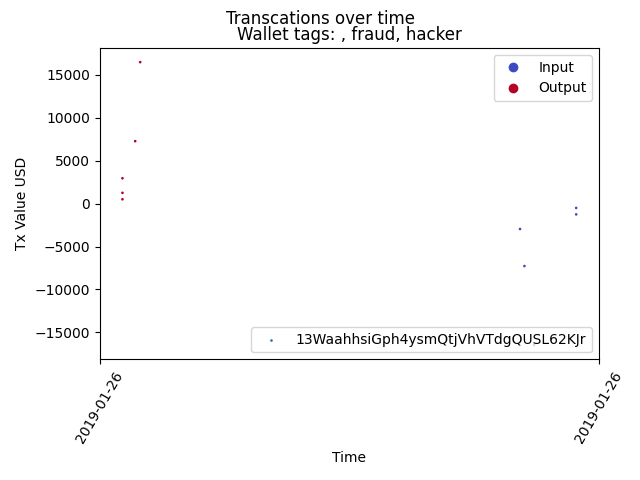 Transcations over time
Wallet tags: , fraud, hacker
Input
Output
15000
10000
5000
0
−5000
−10000
−15000
Tx Value USD
13WaahhsiGph4ysmQtjVhVTdgQUSL62KJr
2019-01-26
2019-01-26
Time